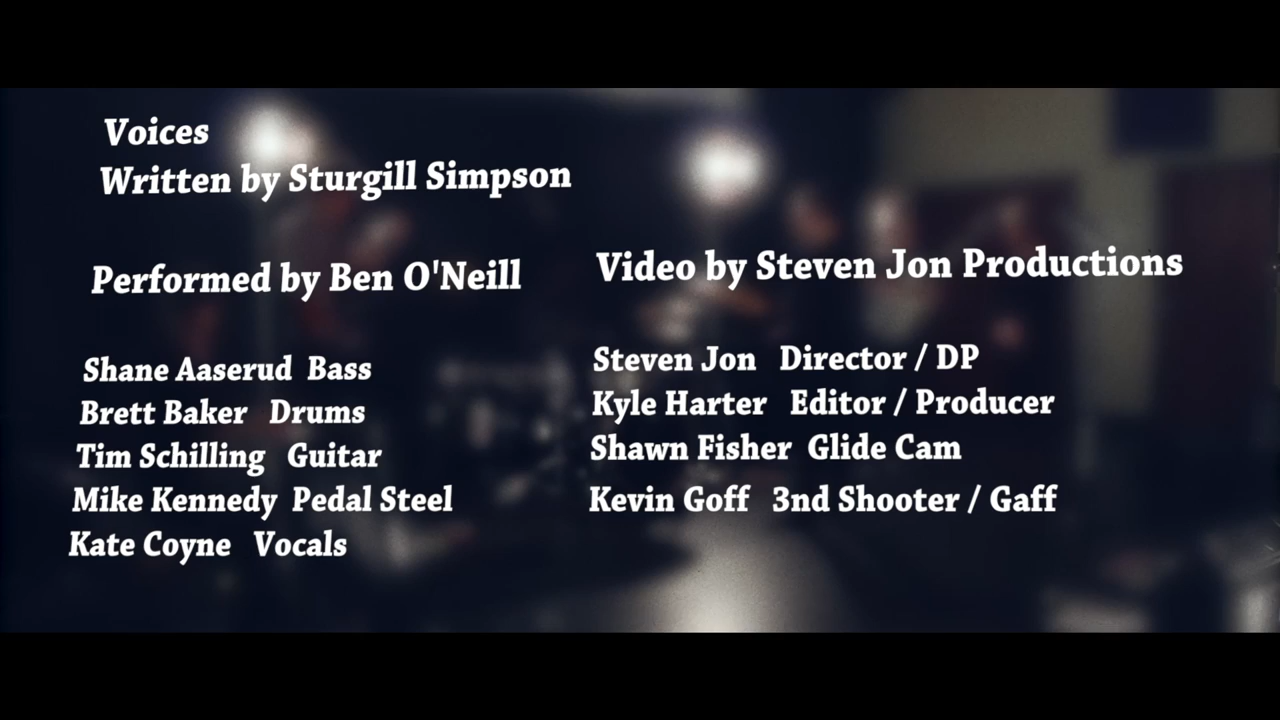 Voices
Written by Sturgill Simpson
Performed by Ben O'Neill
Shane Aaserud Bass
Brett Baker Drums
Tim Schilling Guitar
Mike Kennedy Pedal Steel
Kate Coyne Vocals
Video by Steven Jon Productions
Steven Jon Director / DP
Kyle Harter Editor / Producer
Shawn Fisher Glide Cam
Kevin Goff 3nd Shooter / Gaff